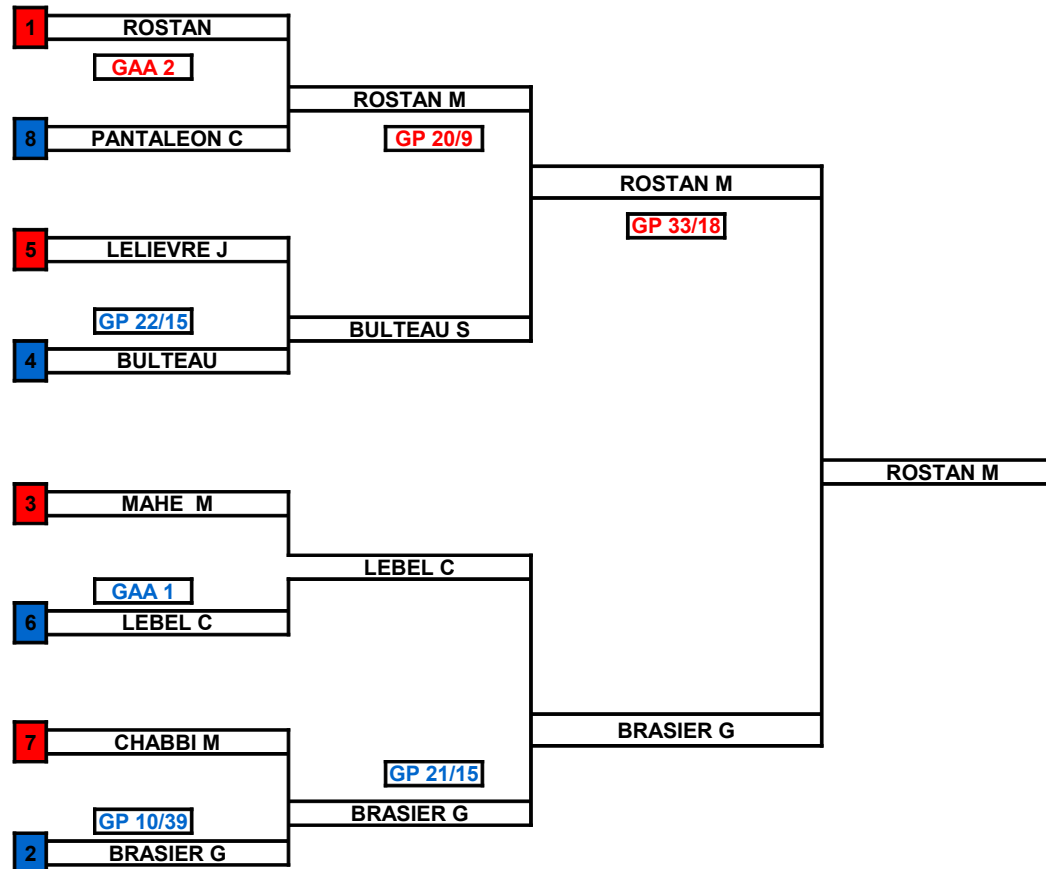 1 ROSTAN
GAA 2
ROSTAN M
8 PANTALEON C
GP 20/9
ROSTAN M
GP 33/18
5 LELIEVRE J
GP 22/15
BULTEAU S
4 BULTEAU
ROSTAN M
3 MAHE M
LEBEL C
GAA 1
6 LEBEL C
BRASIER G
7 CHABBI M
GP 21/15
BRASIER G
GP 10/39
2 BRASIER G